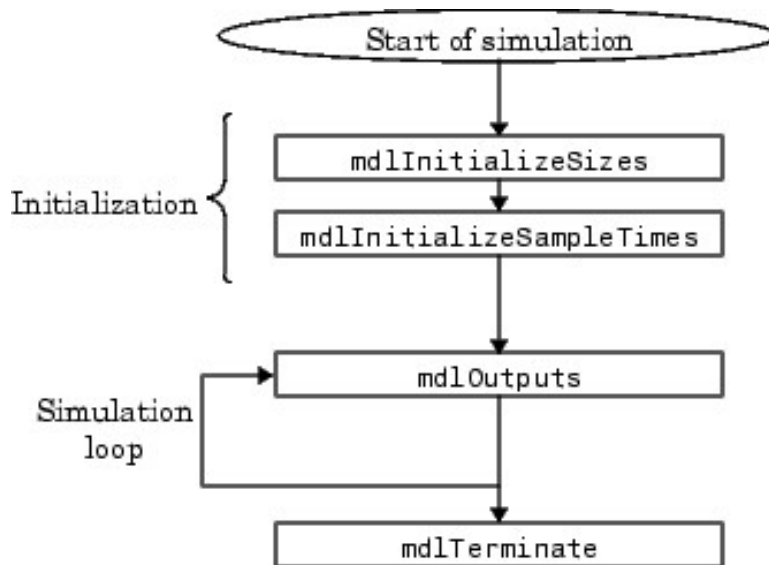 Start of simulation
mdlInitializeSizes
Initialization
mdlInitializeSampleTimes
mdlOutputs
Simulation
loop
mdlTerminate